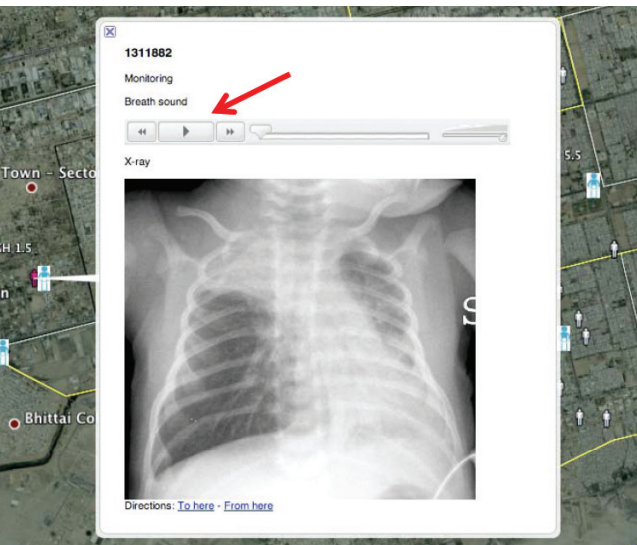 1311882
Monitoring
Breath sound
X-ray
Town - Secto
5.5
H 1.5
n
S
Bhittai Co
Directions: To here - From here